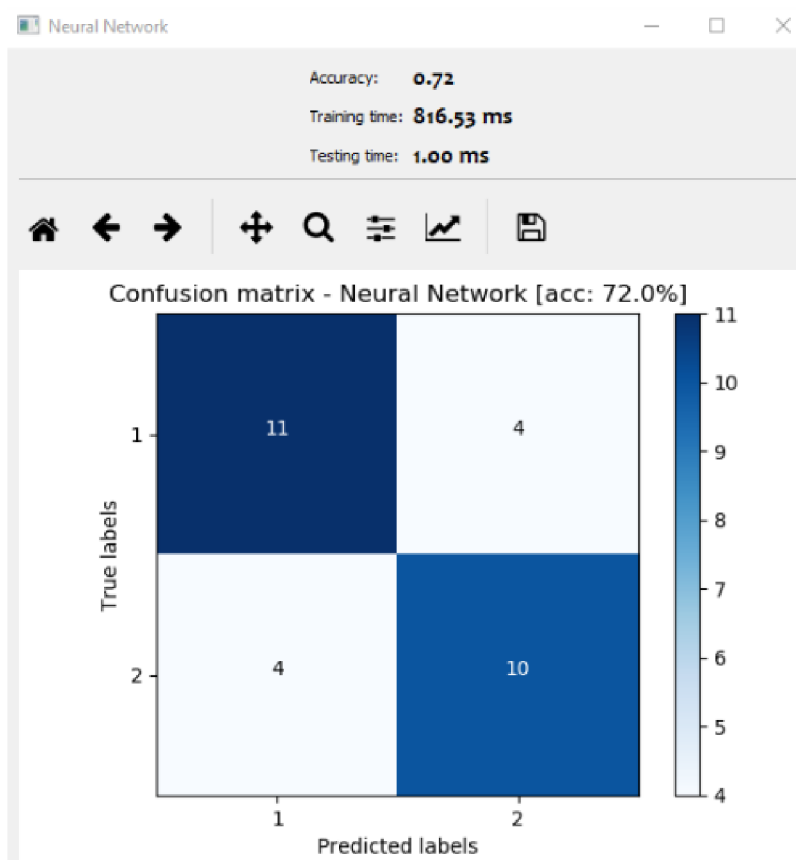 Neural Network
Accuracy: 0.72
Training time: 816.53 ms
Testing time: 1.00 ms
Confusion matrix - Neural Network [acc: 72.0%]
11
10
9
8
7
6
5
4
True labels
1
2
11
4
4
10
1
2
Predicted labels